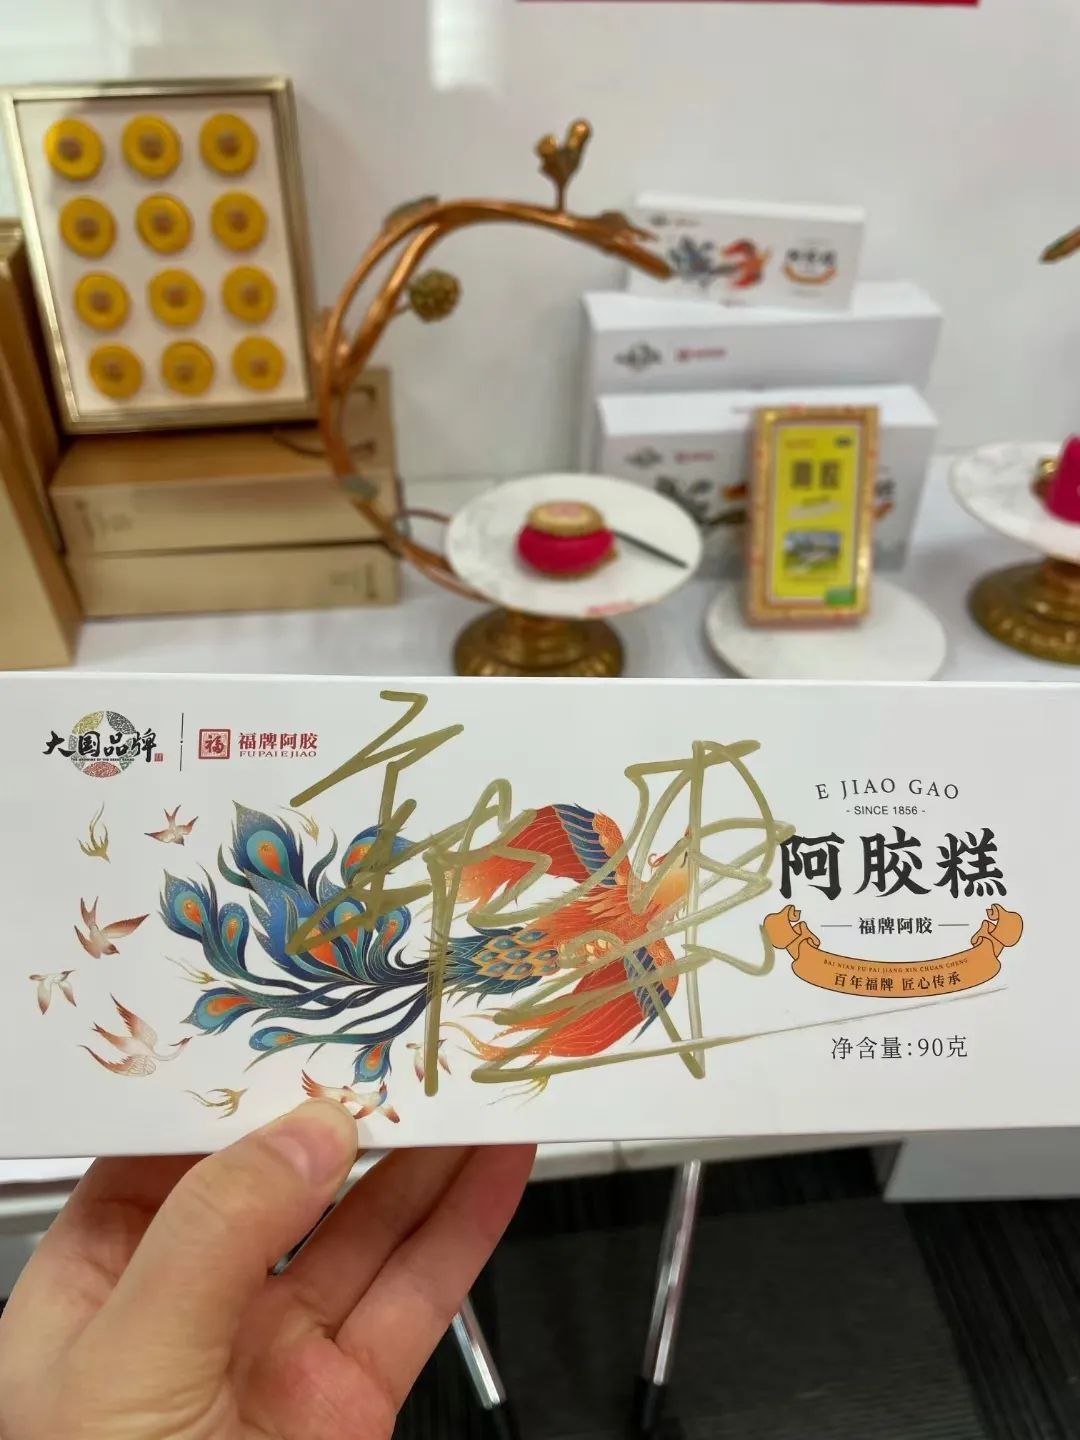 大国品牌
福
福牌阿胶
FU PAI E JIAO
E JIAO GAO
- SINCE 1856 -
阿胶糕
福牌阿胶
BAI NIAN FU PAI JIANG XIN CHUAN CHENG
百年福牌 匠心传承
净含量:90克
阿胶